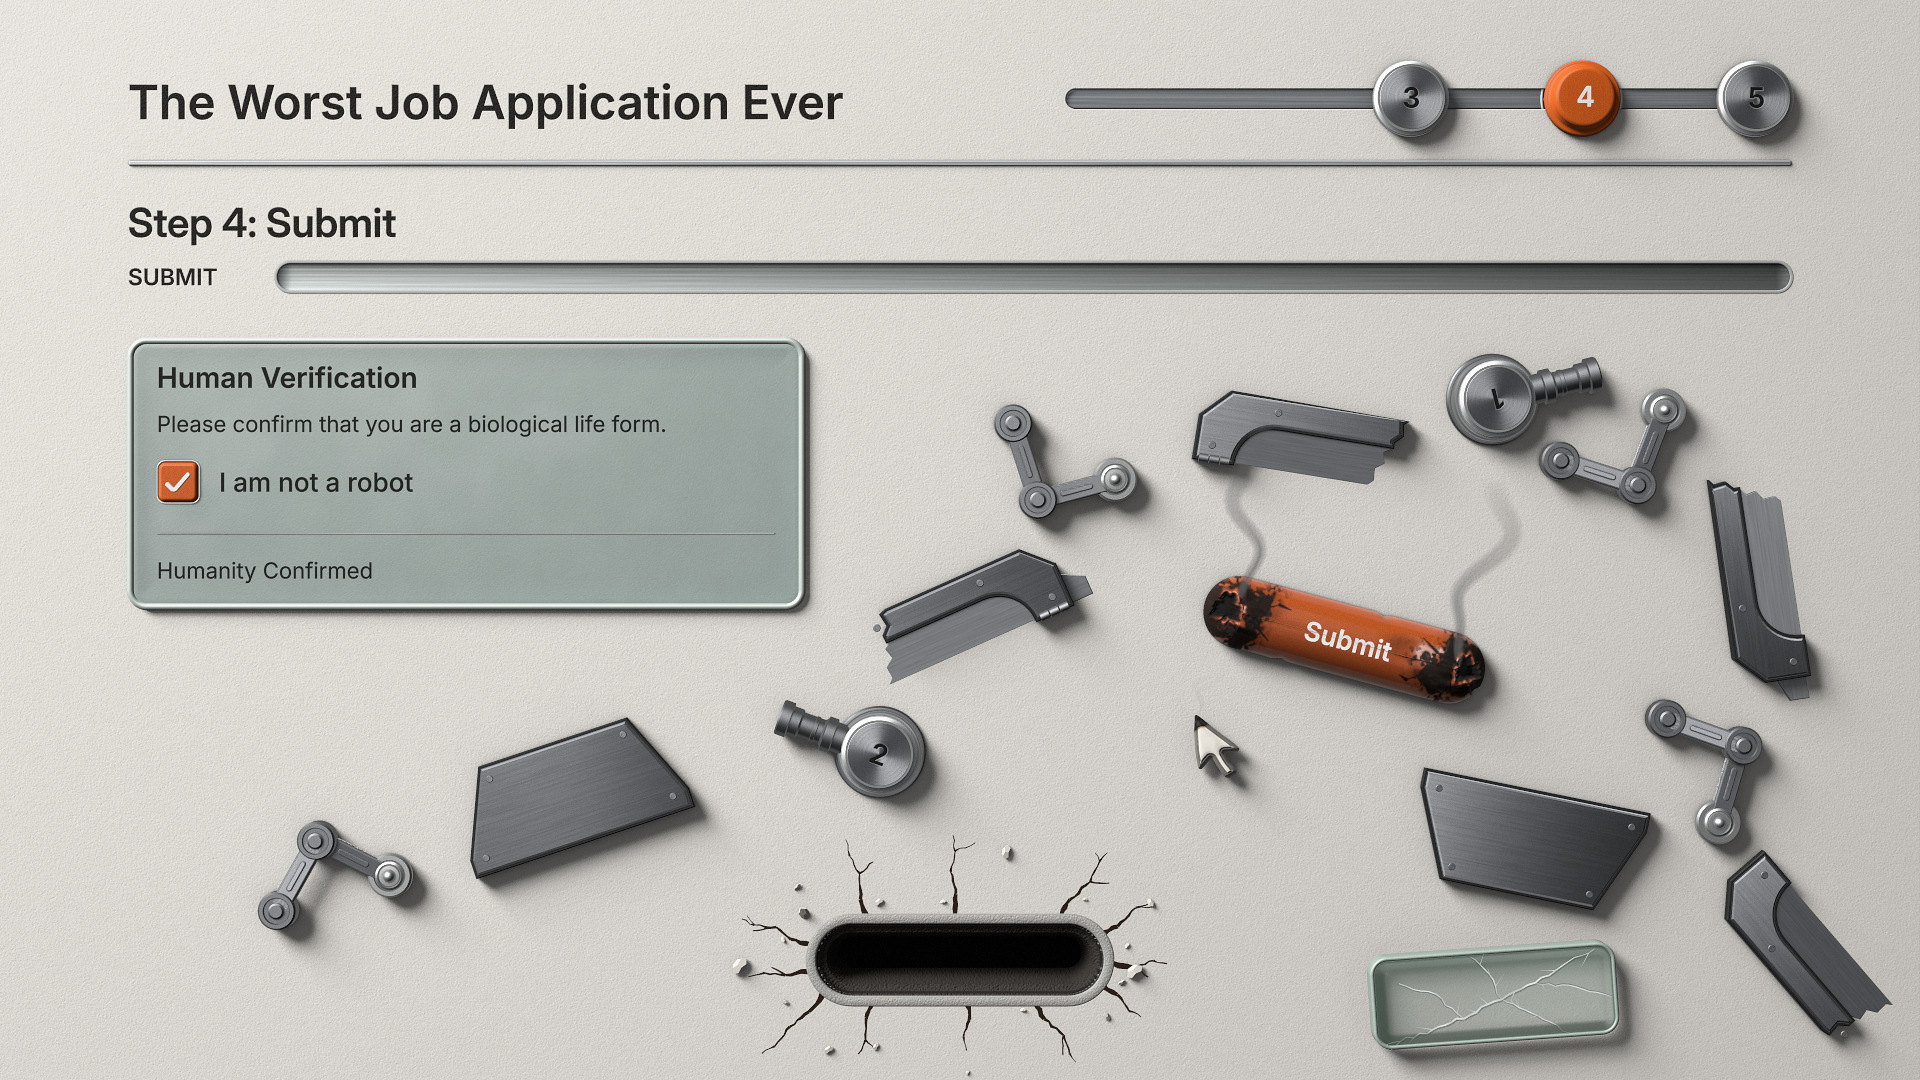 The Worst Job Application Ever
3
4
5
Step 4: Submit
SUBMIT
Human Verification
Please confirm that you are a biological life form.
I am not a robot
Humanity Confirmed
1
Submit
2